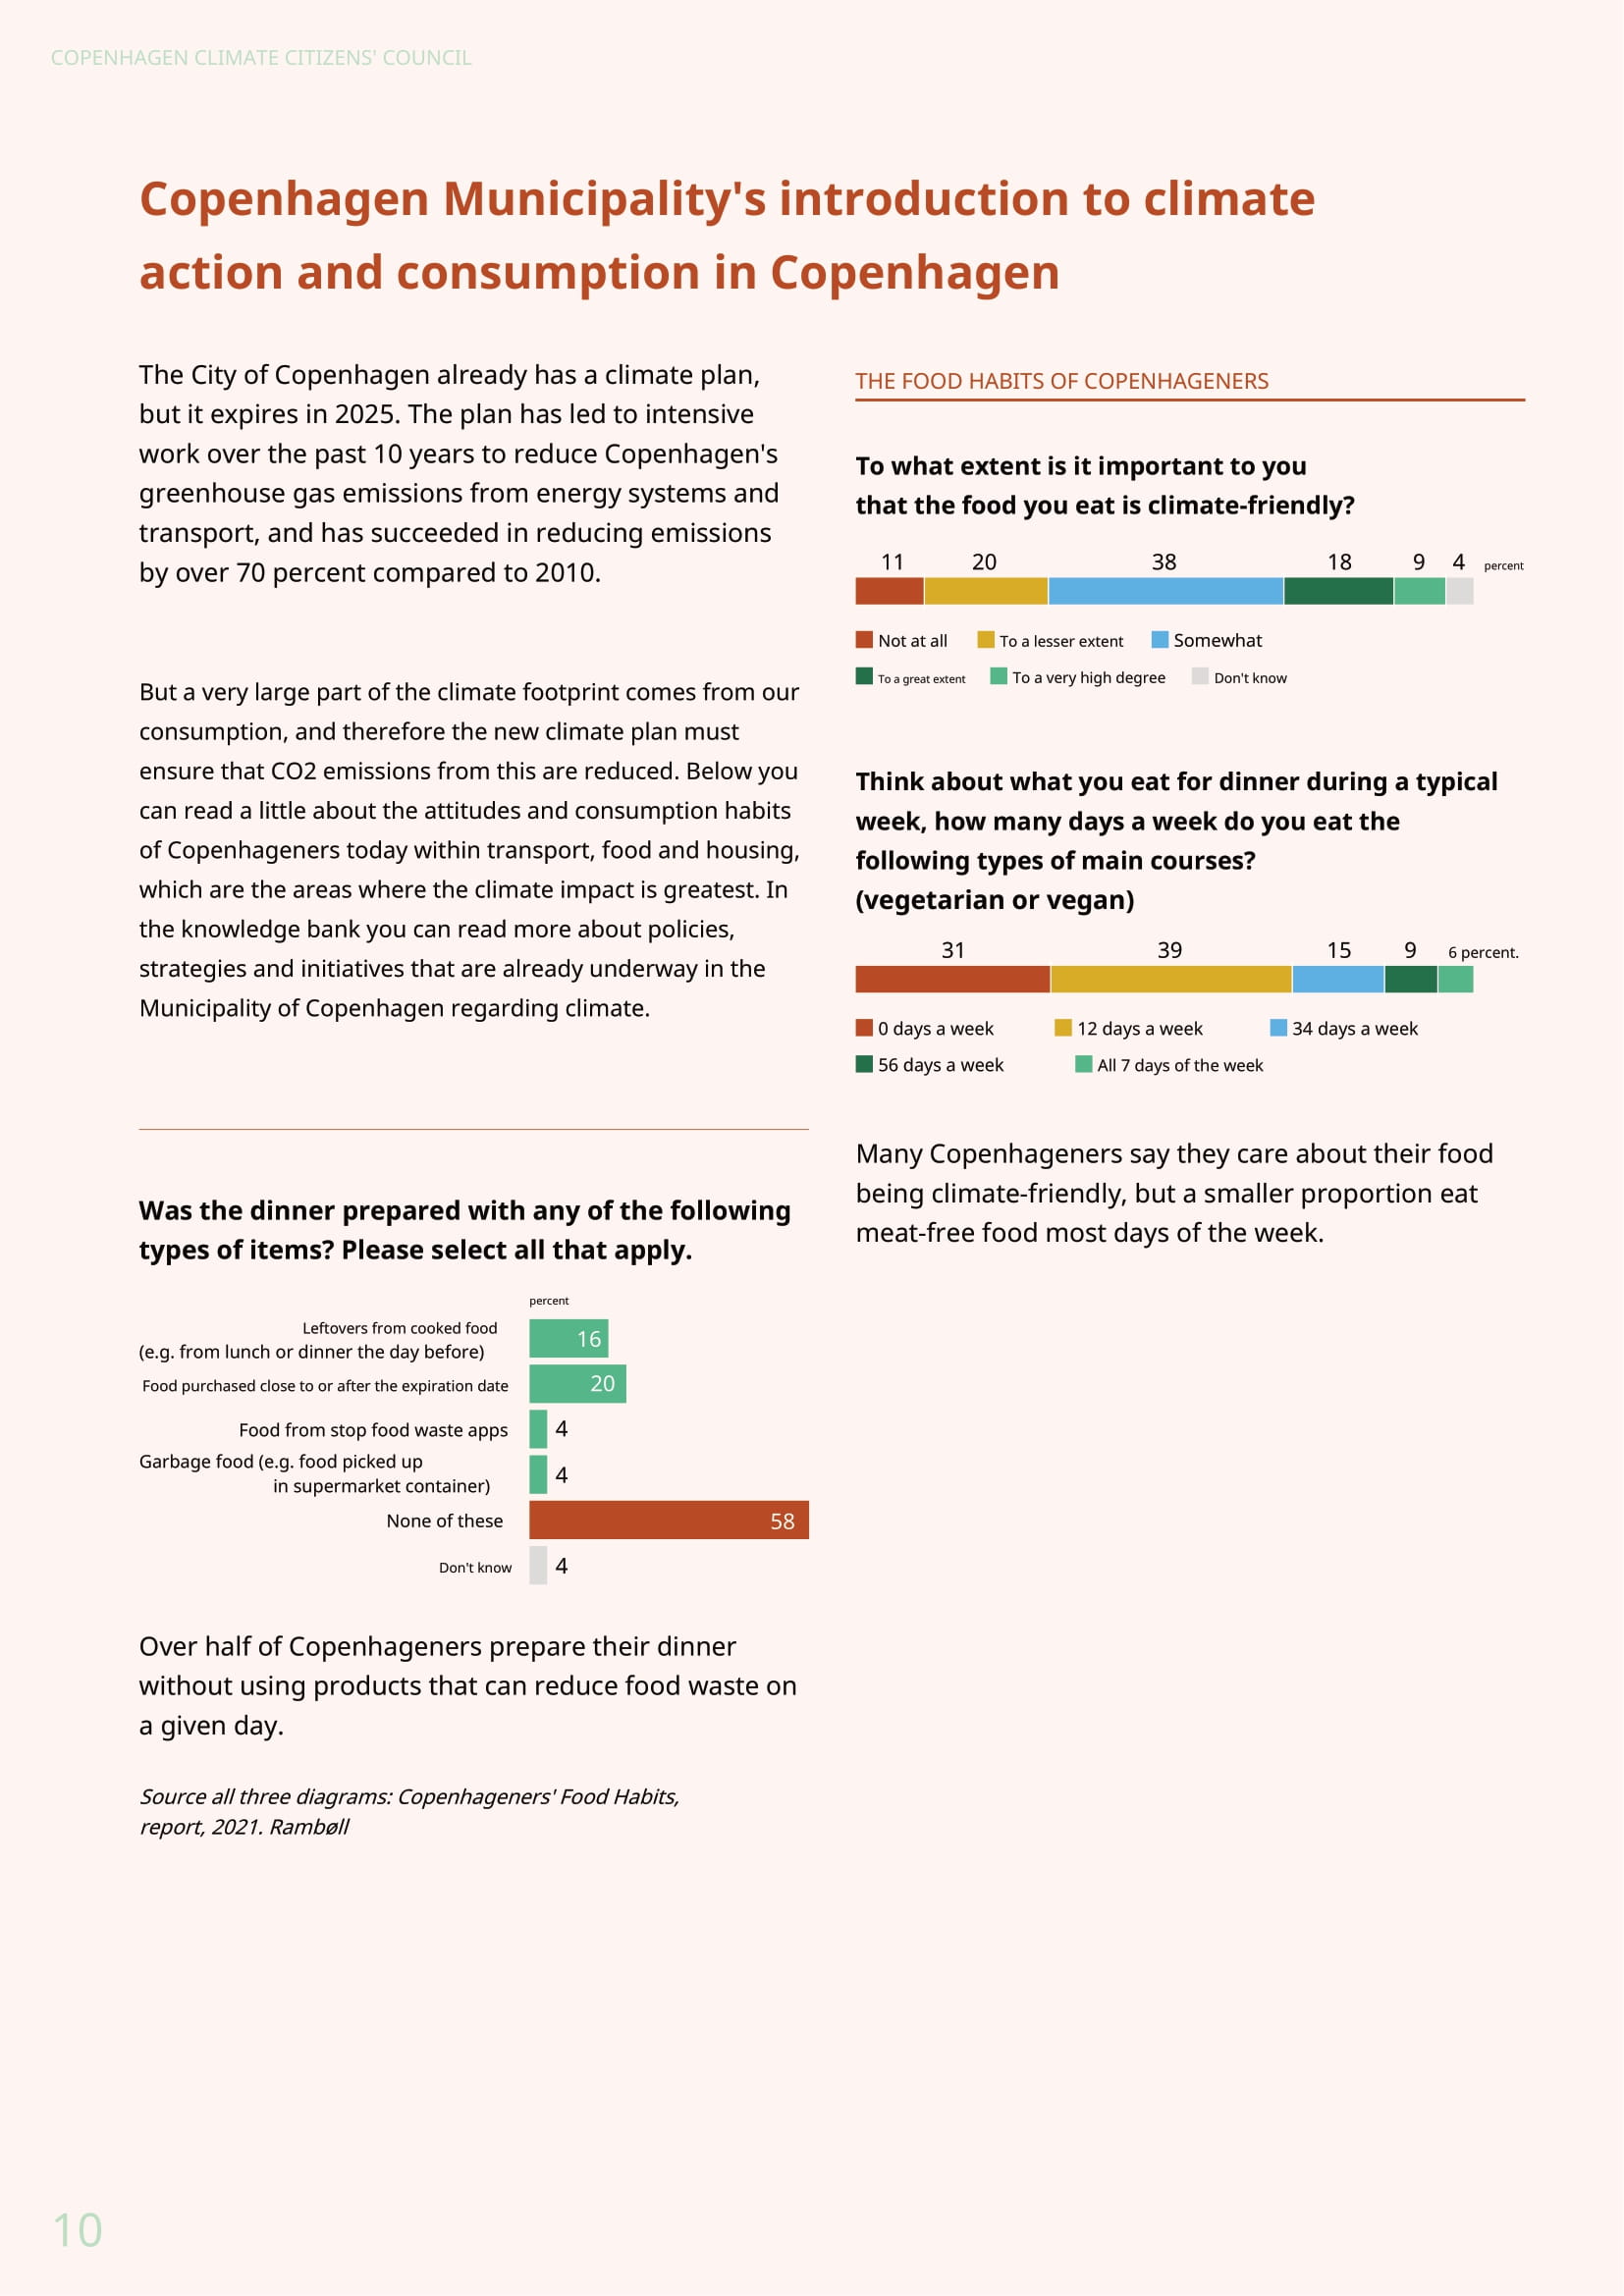 COPENHAGEN CLIMATE CITIZENS' COUNCIL
Copenhagen Municipality's introduction to climate
action and consumption in Copenhagen
The City of Copenhagen already has a climate plan,
but it expires in 2025. The plan has led to intensive
work over the past 10 years to reduce Copenhagen's
greenhouse gas emissions from energy systems and
transport, and has succeeded in reducing emissions
by over 70 percent compared to 2010.
But a very large part of the climate footprint comes from our
consumption, and therefore the new climate plan must
ensure that CO2 emissions from this are reduced. Below you
can read a little about the attitudes and consumption habits
of Copenhageners today within transport, food and housing,
which are the areas where the climate impact is greatest. In
the knowledge bank you can read more about policies,
strategies and initiatives that are already underway in the
Municipality of Copenhagen regarding climate.
Was the dinner prepared with any of the following
types of items? Please select all that apply.
percent
Leftovers from cooked food
(e.g. from lunch or dinner the day before)
16
Food purchased close to or after the expiration date
20
Food from stop food waste apps
4
Garbage food (e.g. food picked up
in supermarket container)
4
None of these
58
Don't know
4
Over half of Copenhageners prepare their dinner
without using products that can reduce food waste on
a given day.
Source all three diagrams: Copenhageners' Food Habits,
report, 2021. Rambøll
THE FOOD HABITS OF COPENHAGENERS
To what extent is it important to you
that the food you eat is climate-friendly?
11 20 38 18 9 4 percent
Not at all To a lesser extent Somewhat
To a great extent To a very high degree Don't know
Think about what you eat for dinner during a typical
week, how many days a week do you eat the
following types of main courses?
(vegetarian or vegan)
31 39 15 9 6 percent.
0 days a week 12 days a week 34 days a week
56 days a week All 7 days of the week
Many Copenhageners say they care about their food
being climate-friendly, but a smaller proportion eat
meat-free food most days of the week.
10